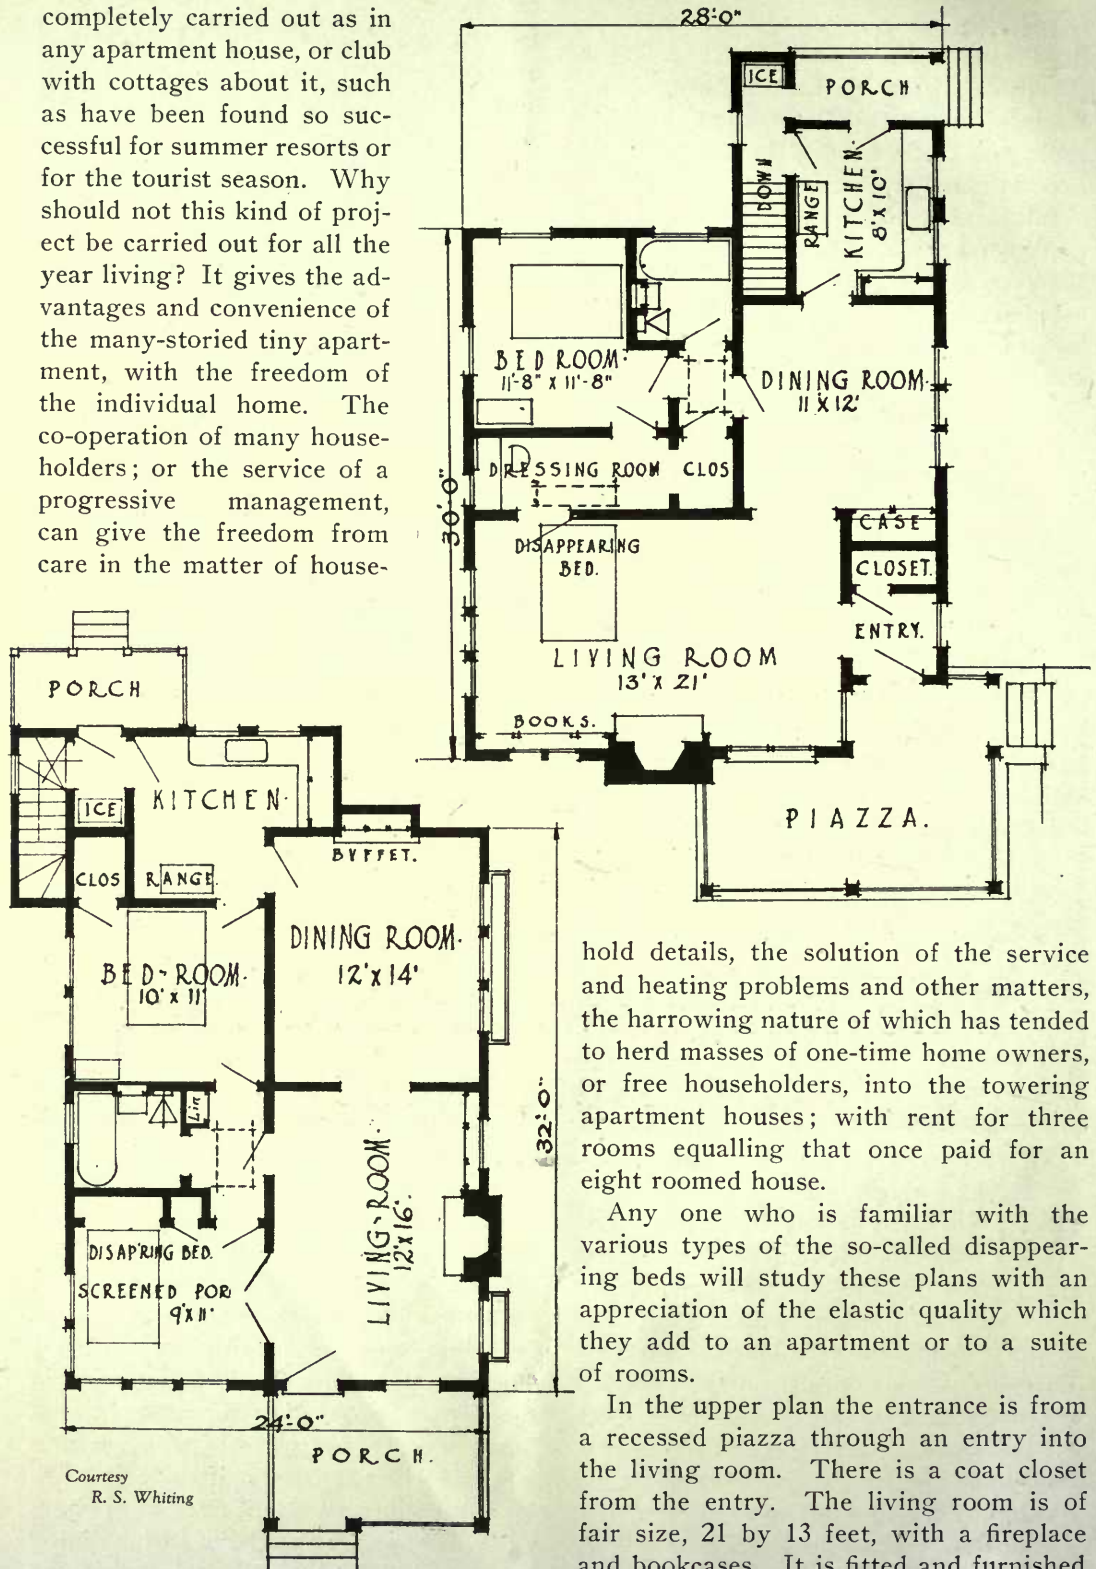 completely carried out as in
any apartment house, or club
with cottages about it, such
as have been found so suc-
cessful for summer resorts or
for the tourist season. Why
should not this kind of proj-
ect be carried out for all the
year living? It gives the ad-
vantages and convenience of
the many-storied tiny apart-
ment, with the freedom of
the individual home. The
co-operation of many house-
holders; or the service of a
progressive management,
can give the freedom from
care in the matter of house-
28'-0"
ICE
PORCH
DOWN
RANGE
KITCHEN.
8' X 10'
BED ROOM.
11'-8" X 11'-8"
DINING ROOM.
11 X 12'
DRESSING ROOM CLOS
30'-0"
CASE
DISAPPEARING
BED.
CLOSET.
ENTRY.
LIVING ROOM
13' X 21'
BOOKS.
PIAZZA.
PORCH
KITCHEN.
ICE
BVFFET.
CLOS
RANGE
DINING ROOM.
12' X 14'
BED-ROOM.
10' X 11'
Lin
32'-0"
LIVING-ROOM.
12' X 16'.
DISAP'RING BED.
SCREENED POR
9' X 11'
24'-0"
PORCH.
Courtesy
R. S. Whiting
hold details, the solution of the service
and heating problems and other matters,
the harrowing nature of which has tended
to herd masses of one-time home owners,
or free householders, into the towering
apartment houses; with rent for three
rooms equalling that once paid for an
eight roomed house.
Any one who is familiar with the
various types of the so-called disappear-
ing beds will study these plans with an
appreciation of the elastic quality which
they add to an apartment or to a suite
of rooms.
In the upper plan the entrance is from
a recessed piazza through an entry into
the living room. There is a coat closet
from the entry. The living room is of
fair size, 21 by 13 feet, with a fireplace
and bookcases. It is fitted and furnished